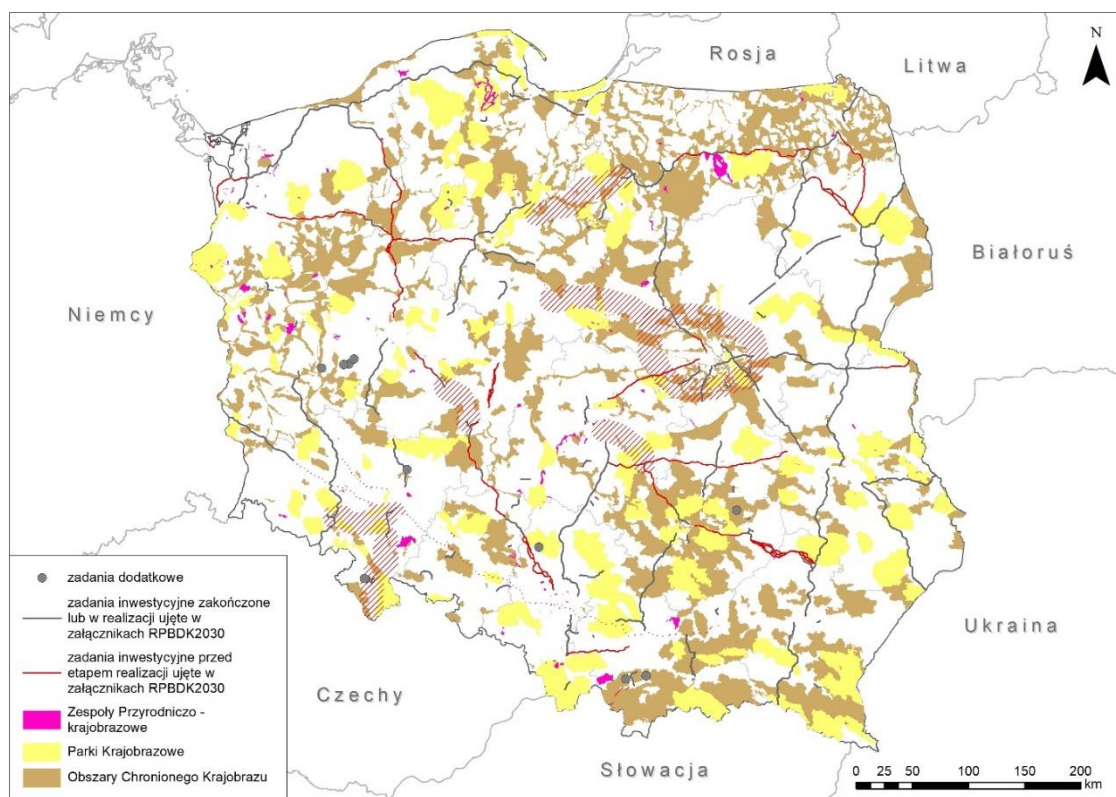 N
Rosja
Litwa
Białoruś
Niemcy
Ukraina
Czechy
Słowacja
zadania dodatkowe
zadania inwestycyjne zakończone
lub w realizacji ujęte w
załącznikach RPBDK2030
zadania inwestycyjne przed
etapem realizacji ujęte w
załącznikach RPBDK2030
Zespoły Przyrodniczo -
krajobrazowe
Parki Krajobrazowe
Obszary Chronionego Krajobrazu
0 25 50 100 150 200
km